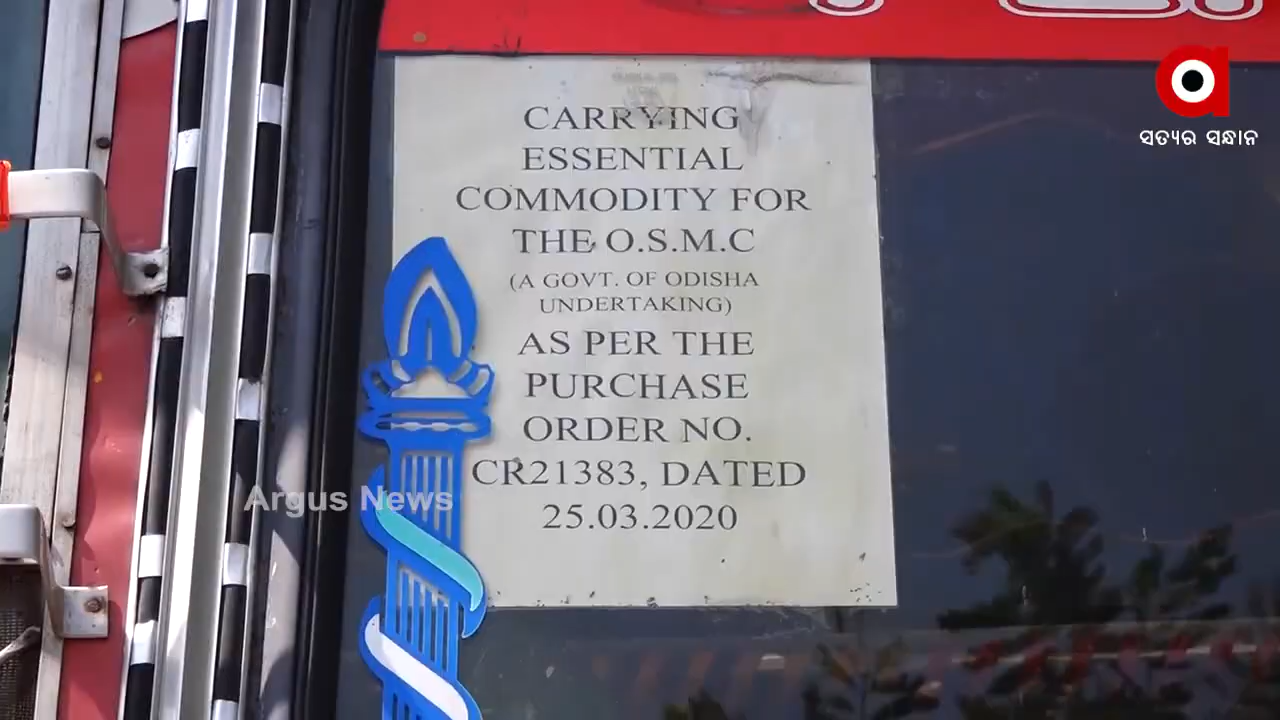 CARRYING
ESSENTIAL
COMMODITY FOR
THE O.S.M.C
(A GOVT. OF ODISHA
UNDERTAKING)
AS PER THE
PURCHASE
ORDER NO.
CR21383, DATED
25.03.2020
Argus News
ସତ୍ୟର ସନ୍ଧାନ